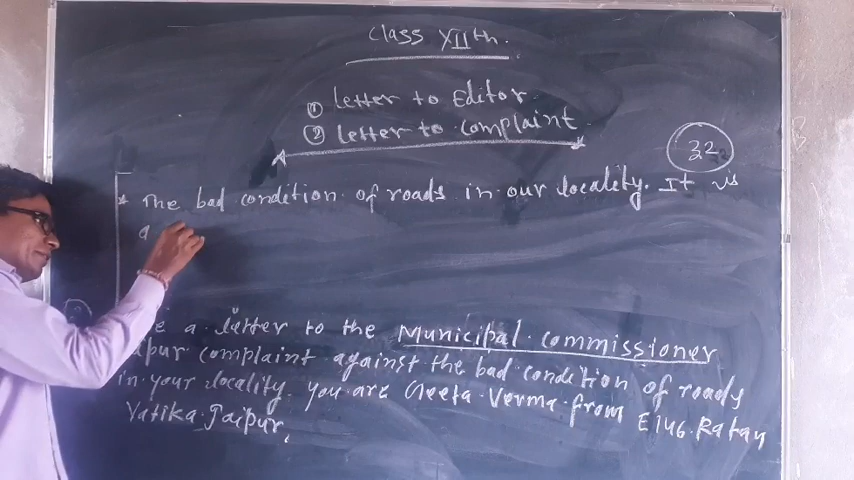 Class XIIth.
① letter to Editor.
② letter to complaint
32
* The bad condition of roads in our locality. It is
a
e a letter to the Municipal commissioner
aipur complaint against the bad condition of roads
in your locality. You are Geeta Verma from E146. Ratan
Vatika Jaipur.